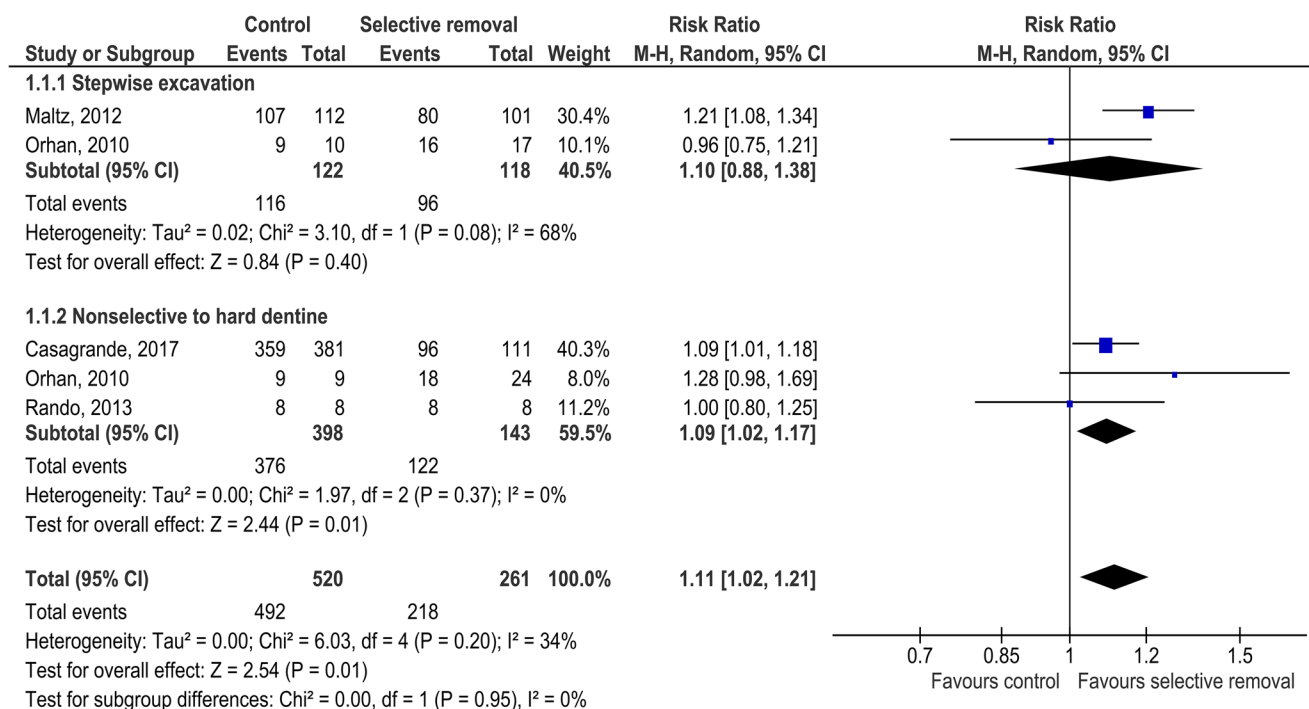 Control Selective removal Risk Ratio Risk Ratio
Study or Subgroup Events Total Events Total Weight M-H, Random, 95% CI M-H, Random, 95% CI
1.1.1 Stepwise excavation
Maltz, 2012 107 112 80 101 30.4% 1.21 [1.08, 1.34]
Orhan, 2010 9 10 16 17 10.1% 0.96 [0.75, 1.21]
Subtotal (95% CI) 122 118 40.5% 1.10 [0.88, 1.38]
Total events 116 96
Heterogeneity: Tau² = 0.02; Chi² = 3.10, df = 1 (P = 0.08); I² = 68%
Test for overall effect: Z = 0.84 (P = 0.40)
1.1.2 Nonselective to hard dentine
Casagrande, 2017 359 381 96 111 40.3% 1.09 [1.01, 1.18]
Orhan, 2010 9 9 18 24 8.0% 1.28 [0.98, 1.69]
Rando, 2013 8 8 8 8 11.2% 1.00 [0.80, 1.25]
Subtotal (95% CI) 398 143 59.5% 1.09 [1.02, 1.17]
Total events 376 122
Heterogeneity: Tau² = 0.00; Chi² = 1.97, df = 2 (P = 0.37); I² = 0%
Test for overall effect: Z = 2.44 (P = 0.01)
Total (95% CI) 520 261 100.0% 1.11 [1.02, 1.21]
Total events 492 218
Heterogeneity: Tau² = 0.00; Chi² = 6.03, df = 4 (P = 0.20); I² = 34%
Test for overall effect: Z = 2.54 (P = 0.01)
Test for subgroup differences: Chi² = 0.00, df = 1 (P = 0.95), I² = 0%
0.7 0.85 1 1.2 1.5
Favours control Favours selective removal